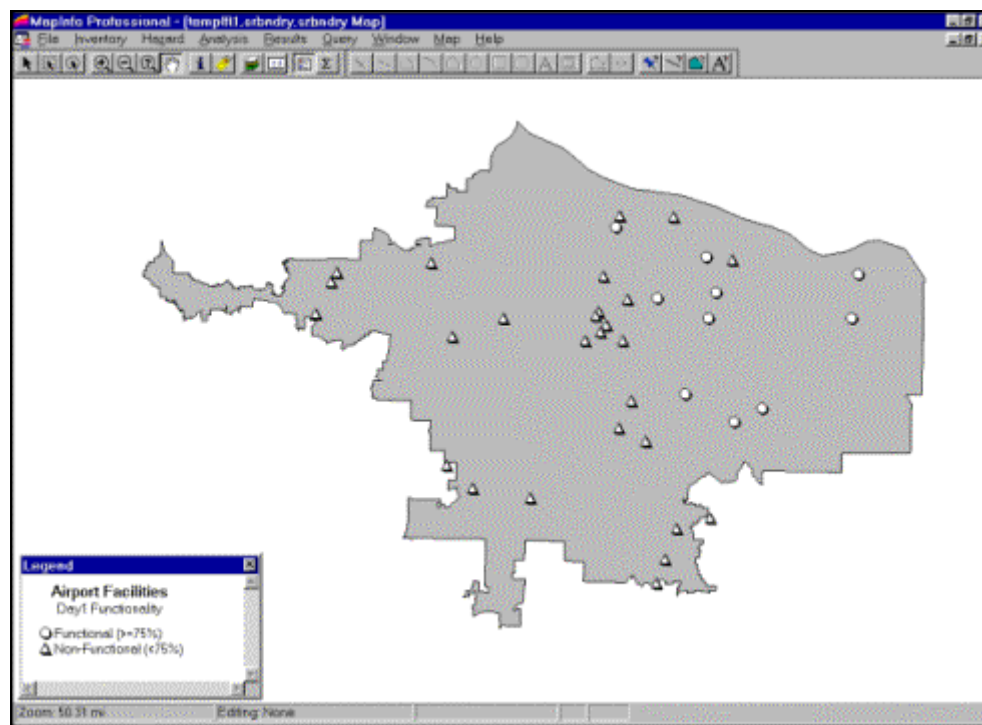 MapInfo Professional - [templfl1,srbndry,srbndry Map]
File Inventory Hazard Analysis Results Query Window Map Help
Legend
Airport Facilities
Day1 Functionality
Functional (>=75%)
Non-Functional (<75%)
Zoom: 50.31 mi Editing: None